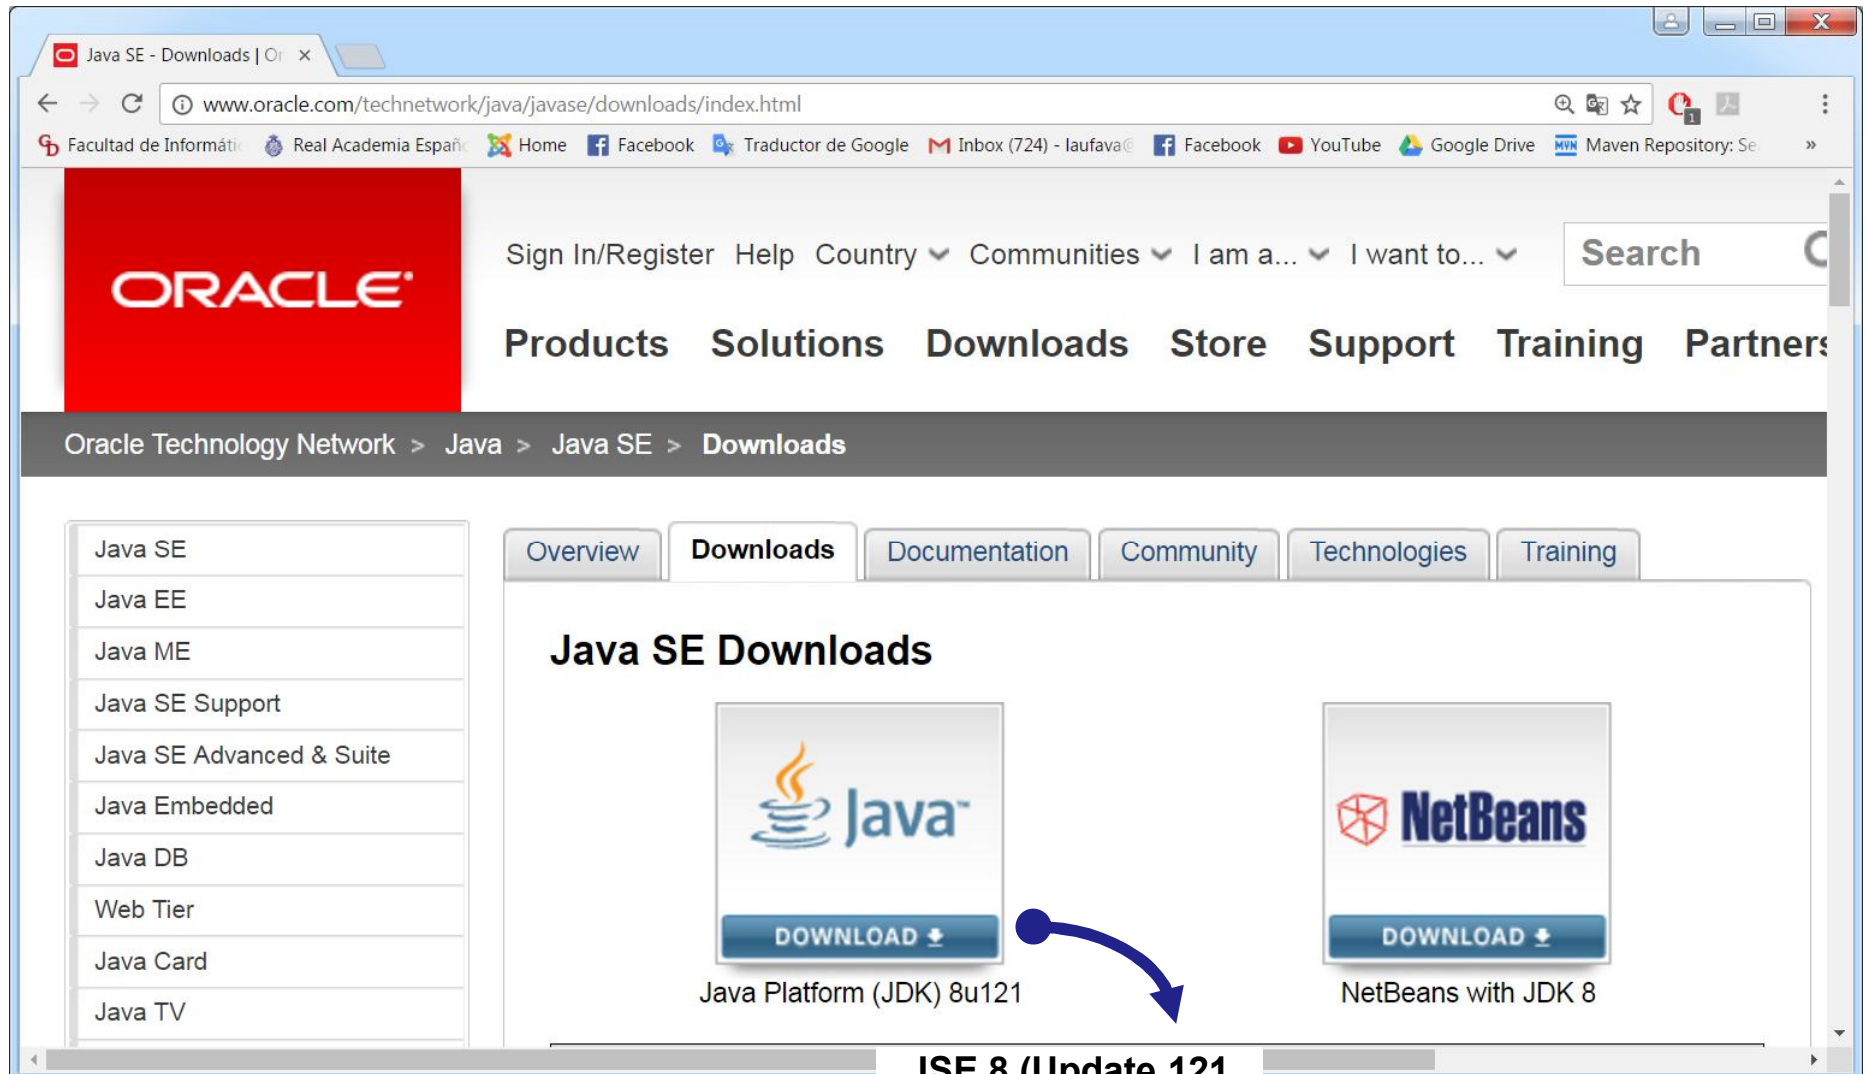 Java SE - Downloads | Or
www.oracle.com/technetwork/java/javase/downloads/index.html
1
Facultad de Informátic Real Academia Españo Home Facebook Traductor de Google Inbox (724) - laufava@ Facebook YouTube Google Drive MVN Maven Repository: Se »
ORACLE
Sign In/Register Help Country Communities I am a... I want to... Search
Products Solutions Downloads Store Support Training Partners
Oracle Technology Network > Java > Java SE > Downloads
Java SE
Java EE
Java ME
Java SE Support
Java SE Advanced & Suite
Java Embedded
Java DB
Web Tier
Java Card
Java TV
Overview Downloads Documentation Community Technologies Training
Java SE Downloads
Java™
DOWNLOAD
Java Platform (JDK) 8u121
NetBeans
DOWNLOAD
NetBeans with JDK 8
JSE 8 (Update 121